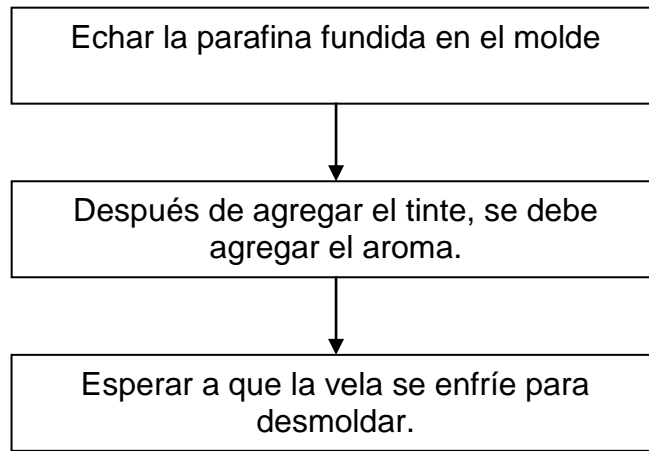 Echar la parafina fundida en el molde
Después de agregar el tinte, se debe
agregar el aroma.
Esperar a que la vela se enfríe para
desmoldar.